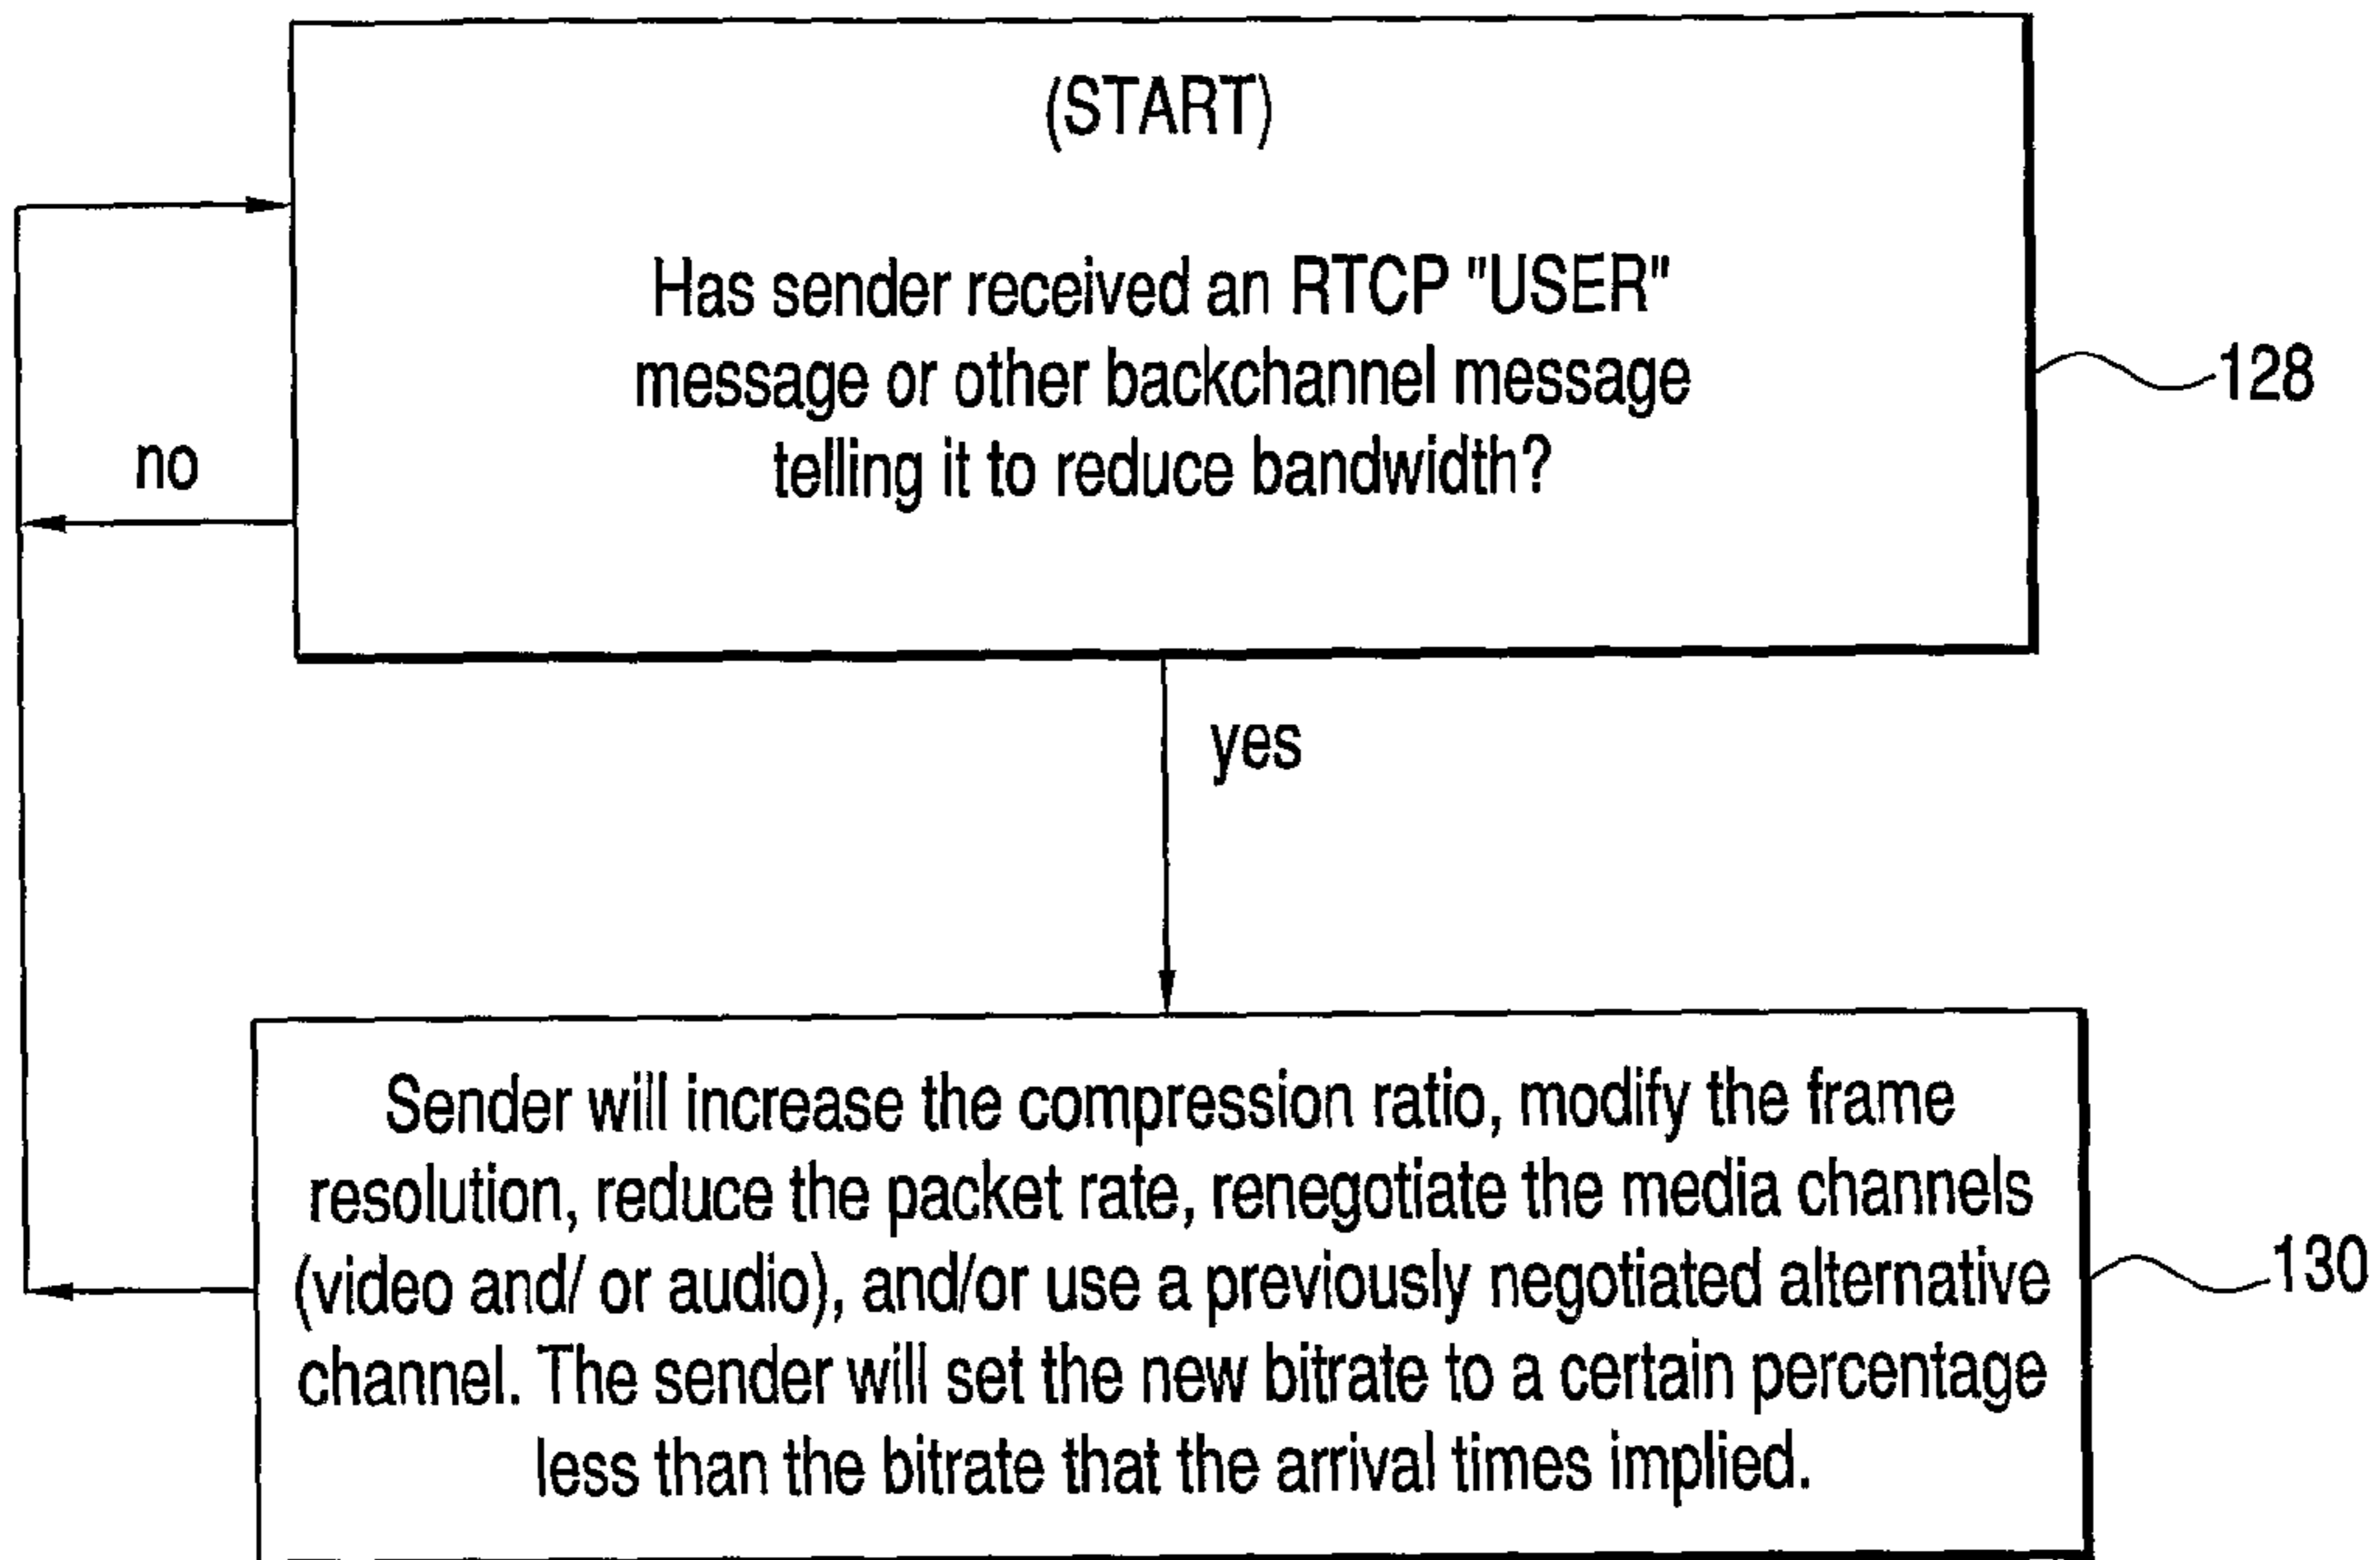 (START)
Has sender received an RTCP "USER"
message or other backchannel message
telling it to reduce bandwidth?
128
no
yes
Sender will increase the compression ratio, modify the frame
resolution, reduce the packet rate, renegotiate the media channels
(video and/ or audio), and/or use a previously negotiated alternative
channel. The sender will set the new bitrate to a certain percentage
less than the bitrate that the arrival times implied.
130